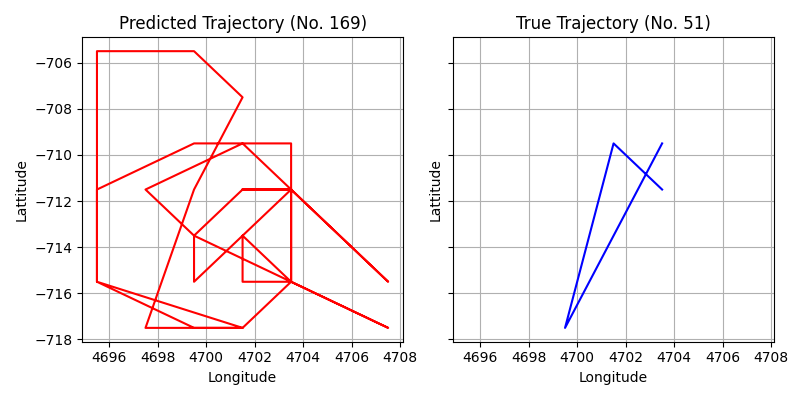 Predicted Trajectory (No. 169)
True Trajectory (No. 51)
−706
−708
−710
−712
−714
−716
−718
Lattitude
Lattitude
4696 4698 4700 4702 4704 4706 4708
4696 4698 4700 4702 4704 4706 4708
Longitude
Longitude